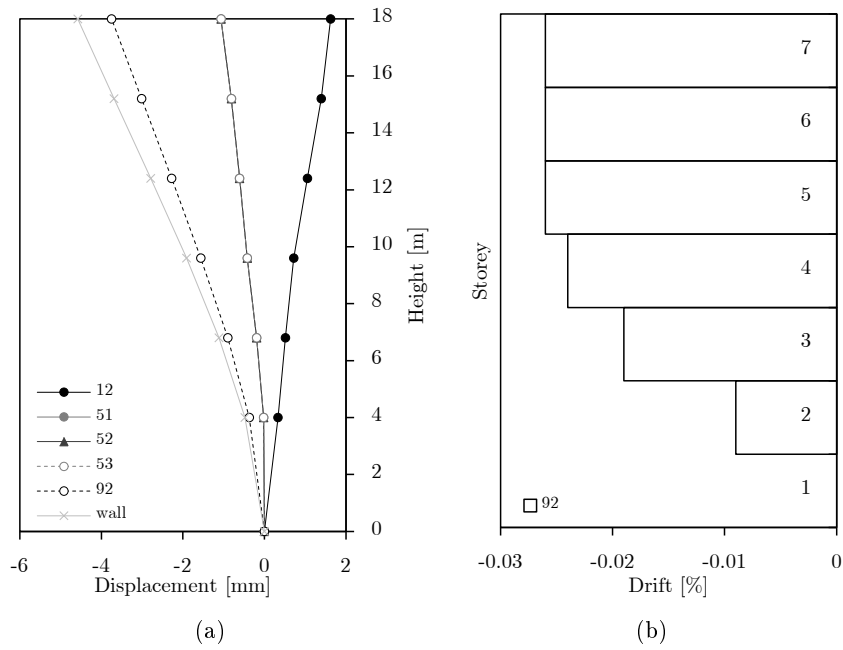 18
16
14
12
10
8
6
4
2
0
Height [m]
12
51
52
53
92
wall
-6 -4 -2 0 2
Displacement [mm]
(a)
Storey
7
6
5
4
3
2
1
92
-0.03 -0.02 -0.01 0
Drift [%]
(b)